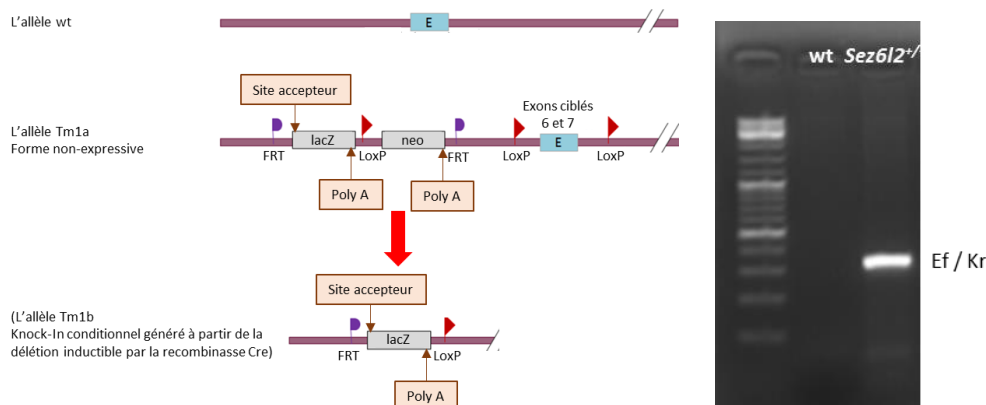 L'allèle wt
E
Site accepteur
Exons ciblés
6 et 7
L'allèle Tm1a
Forme non-expressive
lacZ
neo
E
FRT
LoxP
FRT
LoxP
LoxP
Poly A
Poly A
Site accepteur
(L'allèle Tm1b
Knock-In conditionnel généré à partir de la
délétion inductible par la recombinasse Cre)
lacZ
FRT
LoxP
Poly A
wt Sez6l2+/
Ef / Kr